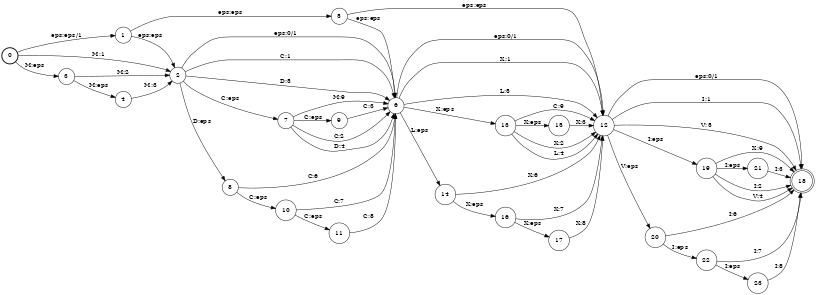 0
eps:eps/1
M:1
M:eps
1
eps:eps
eps:eps
3
M:2
M:eps
4
M:3
2
eps:0/1
C:1
D:5
C:eps
D:eps
5
eps:eps
eps:eps
7
M:9
C:eps
C:2
D:4
9
C:3
8
C:6
C:eps
10
C:7
C:eps
11
C:8
6
eps:0/1
X:1
L:5
X:eps
L:eps
13
C:9
X:eps
X:2
L:4
15
X:3
14
X:6
X:eps
16
X:7
X:eps
17
X:8
12
eps:0/1
I:1
V:5
I:eps
V:eps
19
X:9
I:eps
I:2
V:4
21
I:3
20
I:6
I:eps
22
I:7
I:eps
23
I:8
18